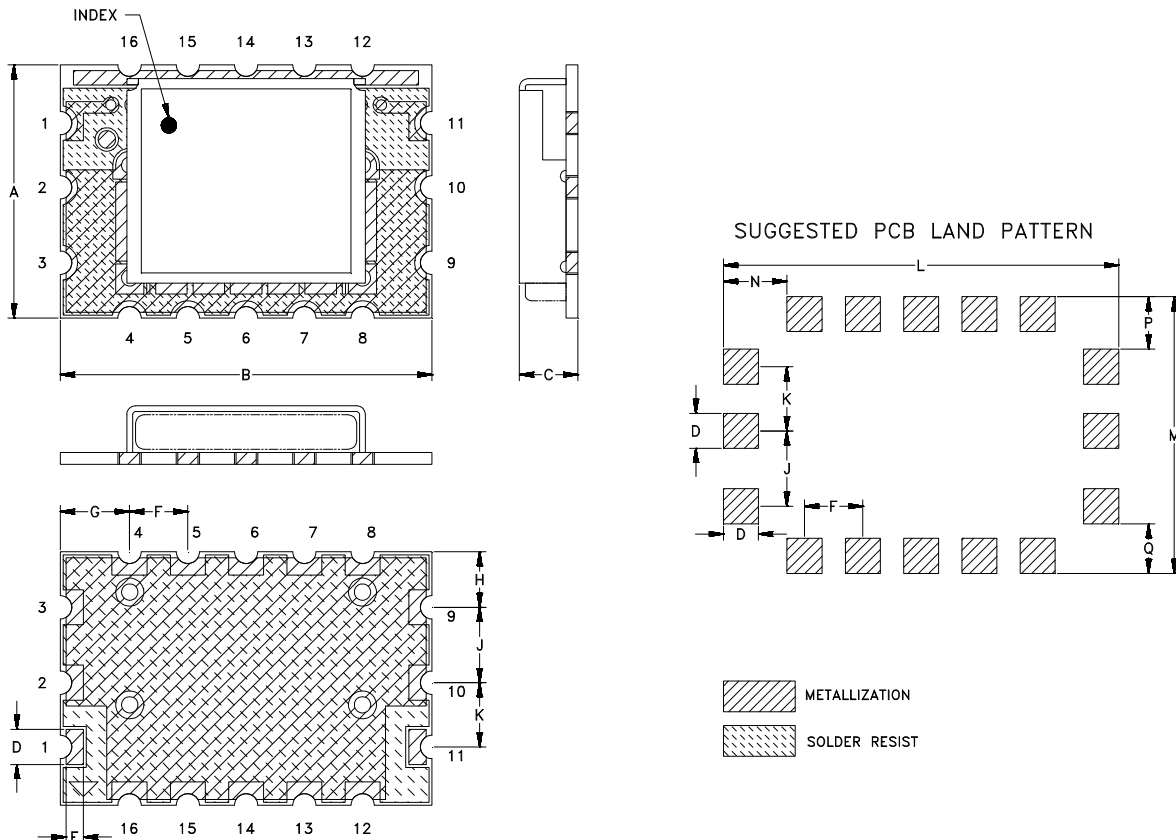 INDEX
16 15 14 13 12
1 11
A
2 10
3 9
4 5 6 7 8
B
C
G F
4 5 6 7 8
H
3 9
J
2 10
K
D 1 11
E
16 15 14 13 12
SUGGESTED PCB LAND PATTERN
L
N
P
K
D
M
J
F
D
Q
METALLIZATION
SOLDER RESIST